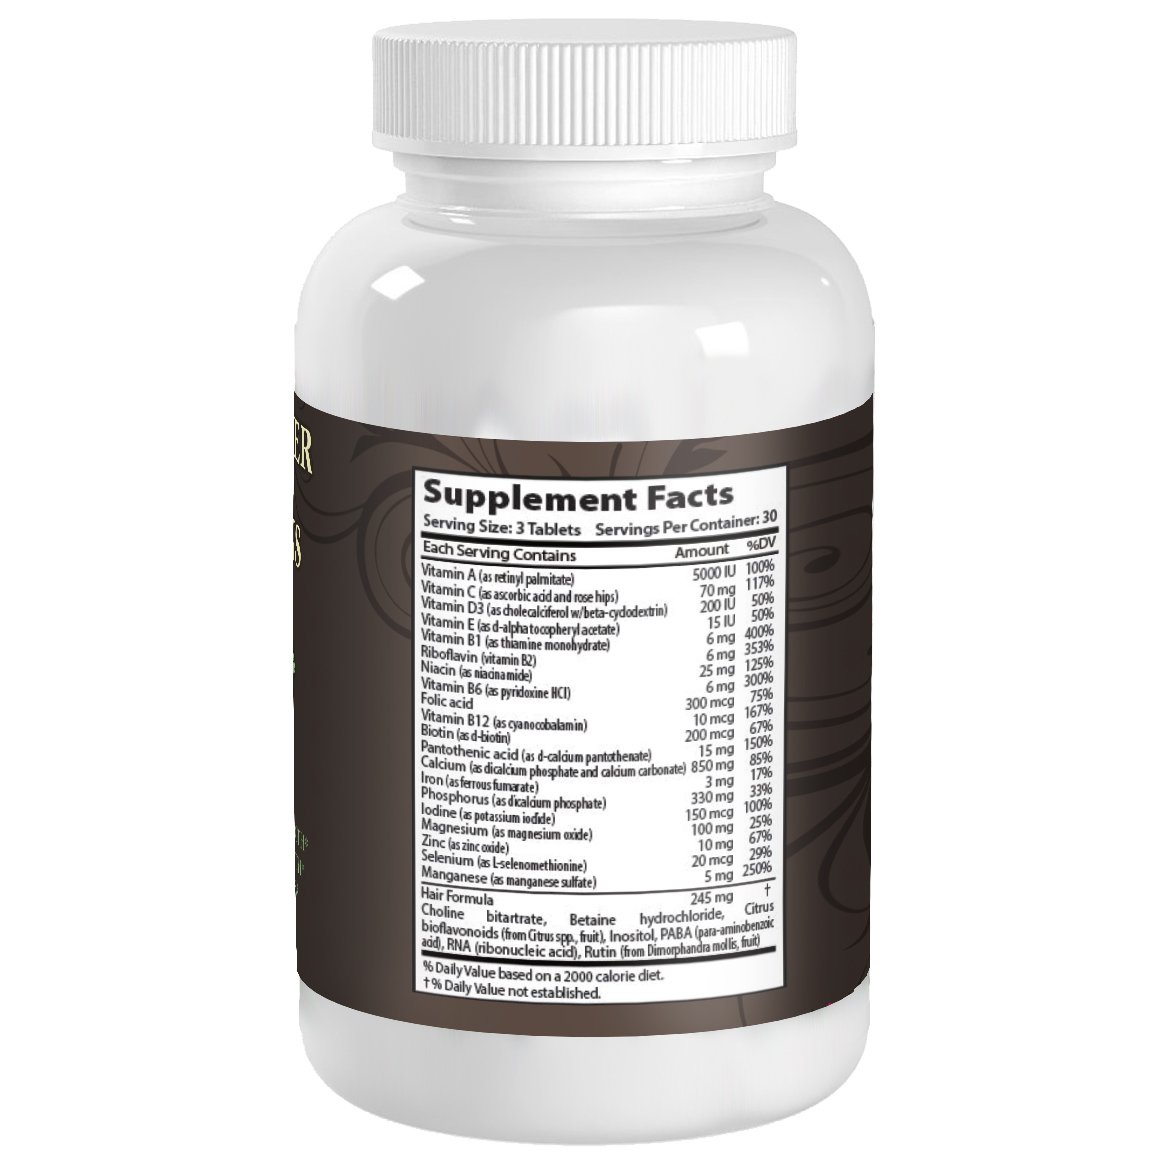 ER
S
Supplement Facts
Serving Size: 3 Tablets Servings Per Container: 30
Each Serving Contains Amount %DV
Vitamin A (as retinyl palmitate) 5000 IU 100%
Vitamin C (as ascorbic acid and rose hips) 70 mg 117%
Vitamin D3 (as cholecalciferol w/beta-cyclodextrin) 200 IU 50%
Vitamin E (as d-alpha tocopheryl acetate) 15 IU 50%
Vitamin B1 (as thiamine monohydrate) 6 mg 400%
Riboflavin (vitamin B2) 6 mg 353%
Niacin (as niacinamide) 25 mg 125%
Vitamin B6 (as pyridoxine HCl) 6 mg 300%
Folic acid 300 mcg 75%
Vitamin B12 (as cyanocobalamin) 10 mcg 167%
Biotin (as d-biotin) 200 mcg 67%
Pantothenic acid (as d-calcium pantothenate) 15 mg 150%
Calcium (as dicalcium phosphate and calcium carbonate) 850 mg 85%
Iron (as ferrous fumarate) 3 mg 17%
Phosphorus (as dicalcium phosphate) 330 mg 33%
Iodine (as potassium iodide) 150 mcg 100%
Magnesium (as magnesium oxide) 100 mg 25%
Zinc (as zinc oxide) 10 mg 67%
Selenium (as L-selenomethionine) 20 mcg 29%
Manganese (as manganese sulfate) 5 mg 250%
Hair Formula 245 mg †
Choline bitartrate, Betaine hydrochloride, Citrus
bioflavonoids (from Citrus spp., fruit), Inositol, PABA (para-aminobenzoic
acid), RNA (ribonucleic acid), Rutin (from Dimorphandra mollis, fruit)
% Daily Value based on a 2000 calorie diet.
† % Daily Value not established.